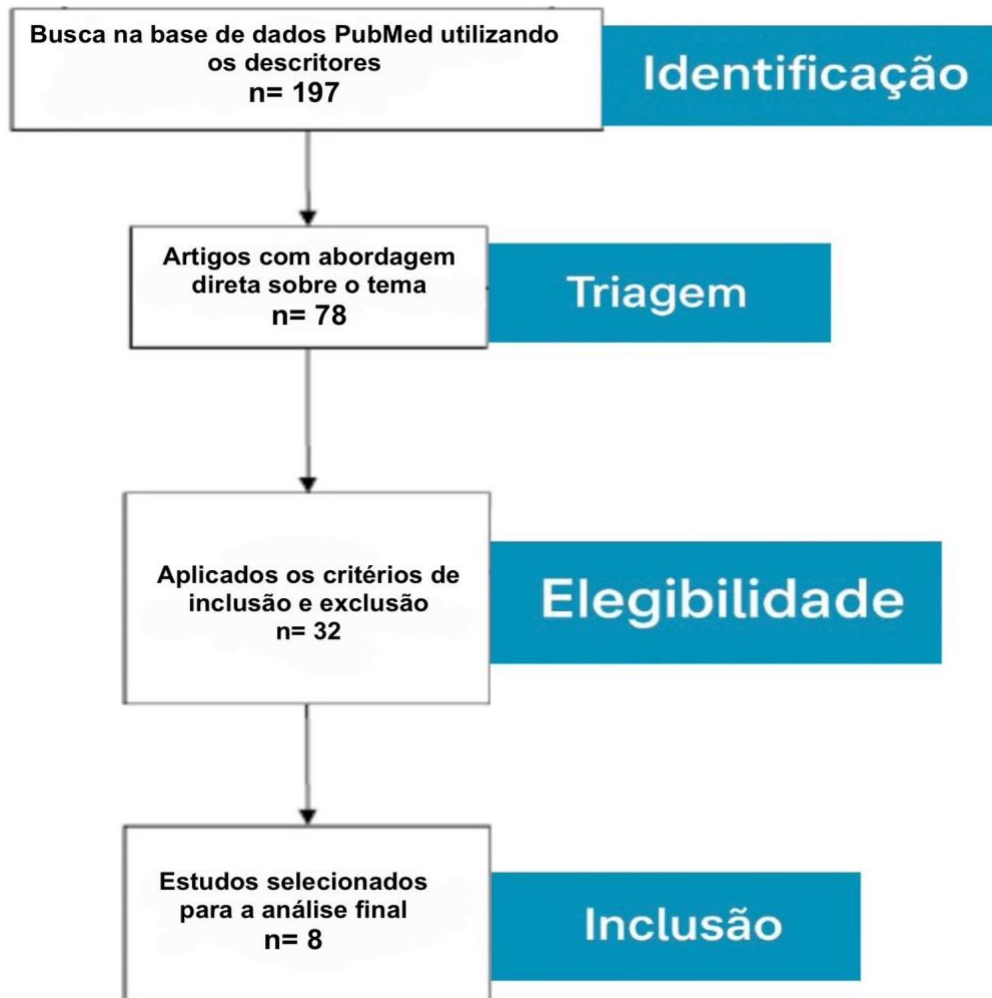 Busca na base de dados PubMed utilizando
os descritores
n= 197
Identificação
Artigos com abordagem
direta sobre o tema
n= 78
Triagem
Aplicados os critérios de
inclusão e exclusão
n= 32
Elegibilidade
Estudos selecionados
para a análise final
n= 8
Inclusão